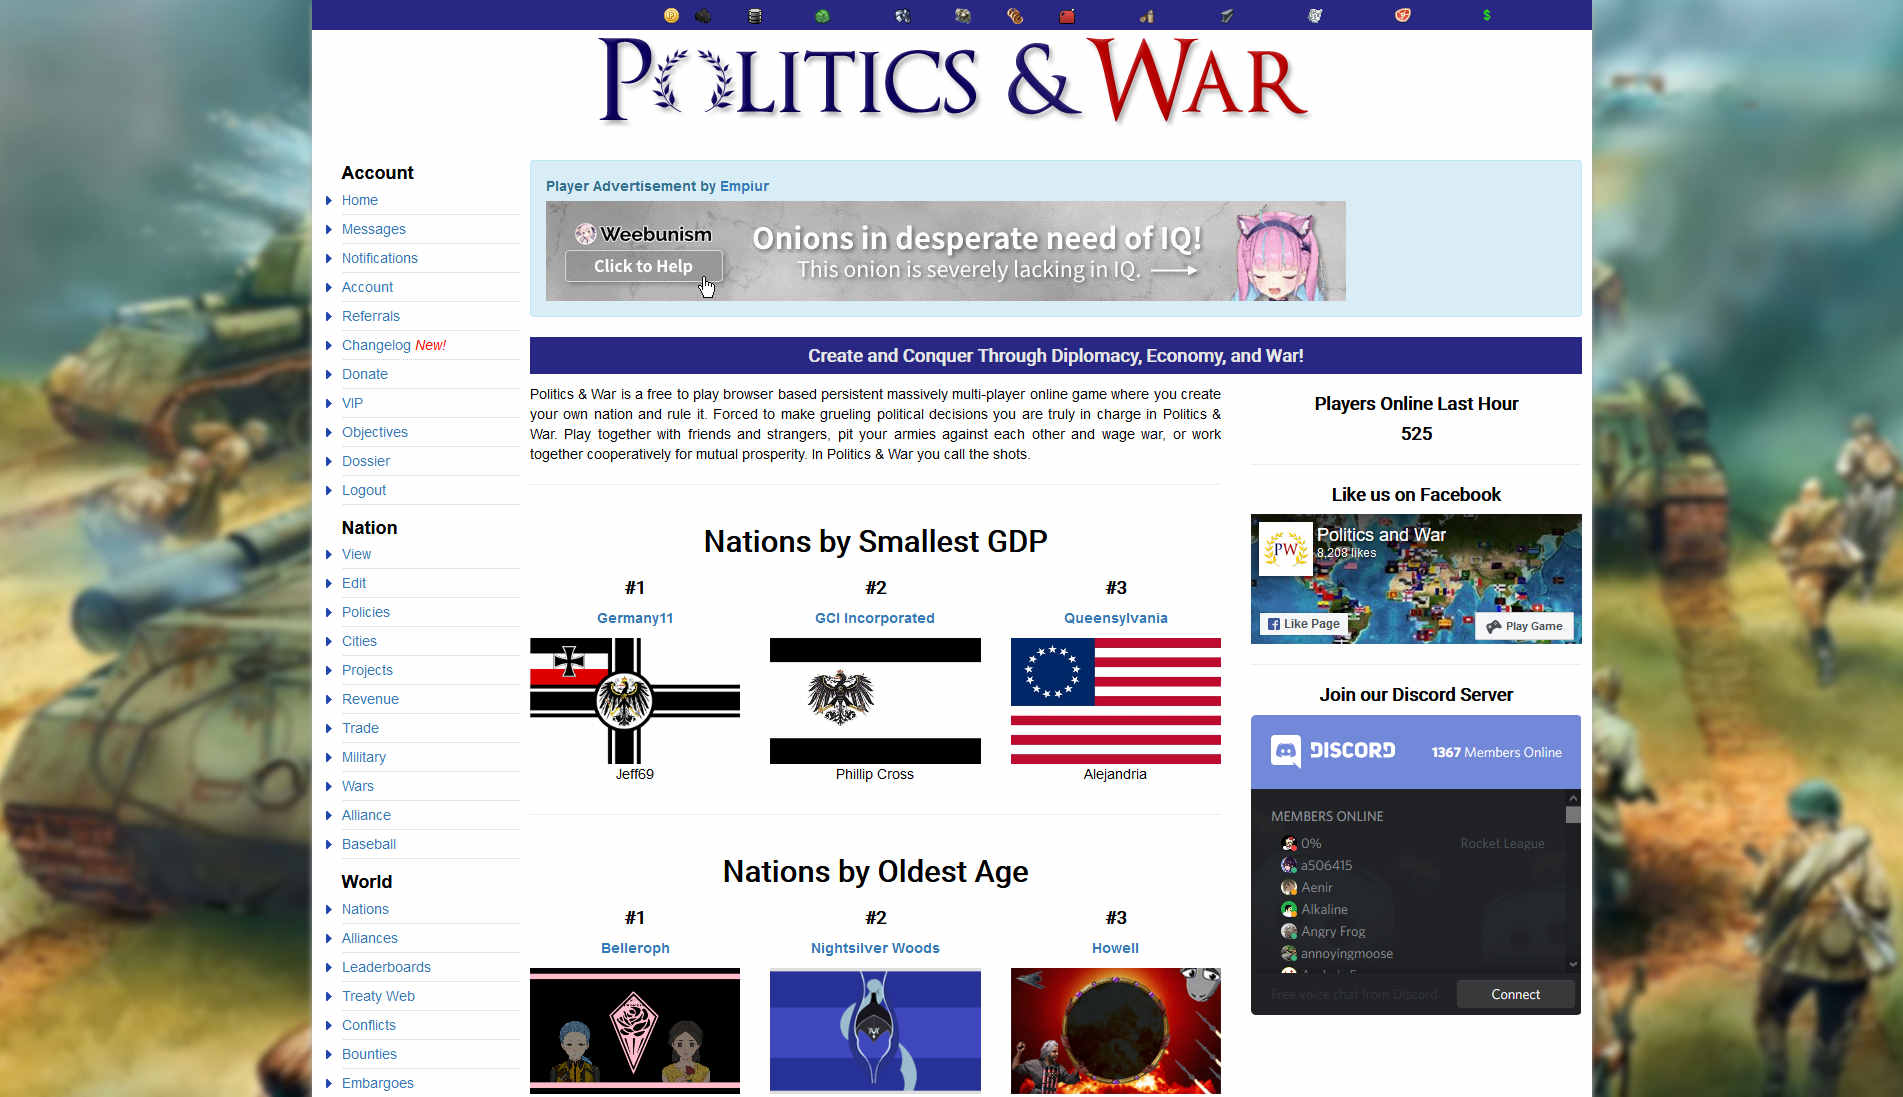 POLITICS & WAR
Account
Home
Messages
Notifications
Account
Referrals
Changelog New!
Donate
VIP
Objectives
Dossier
Logout
Nation
View
Edit
Policies
Cities
Projects
Revenue
Trade
Military
Wars
Alliance
Baseball
World
Nations
Alliances
Leaderboards
Treaty Web
Conflicts
Bounties
Embargoes
Player Advertisement by Empiur
Weebunism
Click to Help
Onions in desperate need of IQ!
This onion is severely lacking in IQ.
Create and Conquer Through Diplomacy, Economy, and War!
Politics & War is a free to play browser based persistent massively multi-player online game where you create
your own nation and rule it. Forced to make grueling political decisions you are truly in charge in Politics &
War. Play together with friends and strangers, pit your armies against each other and wage war, or work
together cooperatively for mutual prosperity. In Politics & War you call the shots.
Nations by Smallest GDP
#1 #2 #3
Germany11 GCI Incorporated Queensylvania
Jeff69 Phillip Cross Alejandria
Nations by Oldest Age
#1 #2 #3
Belleroph Nightsilver Woods Howell
Players Online Last Hour
525
Like us on Facebook
PW
Politics and War
8,208 likes
Like Page
Play Game
Join our Discord Server
DISCORD 1367 Members Online
MEMBERS ONLINE
0% Rocket League
a506415
Aenir
Alkaline
Angry Frog
annoyingmoose
Free voice chat from Discord
Connect